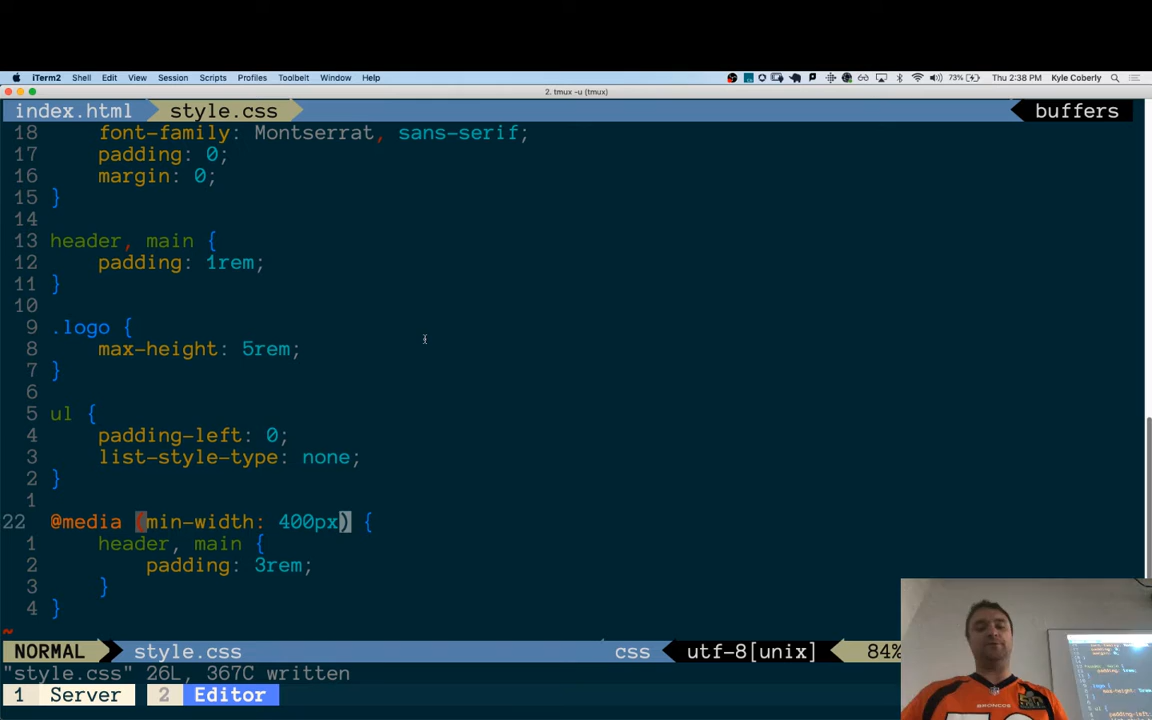 iTerm2 Shell Edit View Session Scripts Profiles Toolbelt Window Help 73% Thu 2:38 PM Kyle Coberly
2. tmux -u (tmux)
index.html style.css buffers
18 font-family: Montserrat, sans-serif;
17 padding: 0;
16 margin: 0;
15 }
14
13 header, main {
12 padding: 1rem;
11 }
10
9 .logo {
8 max-height: 5rem;
7 }
6
5 ul {
4 padding-left: 0;
3 list-style-type: none;
2 }
1
22 @media (min-width: 400px) {
1 header, main {
2 padding: 3rem;
3 }
4 }
~
NORMAL style.css css utf-8[unix] 84%
"style.css" 26L, 367C written
1 Server 2 Editor
BRONCOS